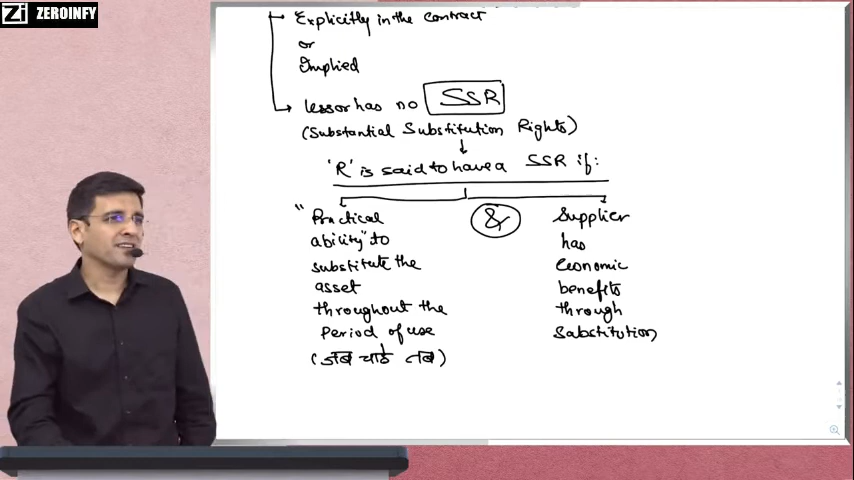 Zi ZEROINFY
Explicitly in the contract
or
Implied
lessor has no SSR
(Substantial Substitution Rights)
'R' is said to have a SSR if:
"Practical
ability" to
substitute the
asset
throughout the
Period of use
(जब चाहे तब)
&
Supplier
has
Economic
benefits
through
Substitution